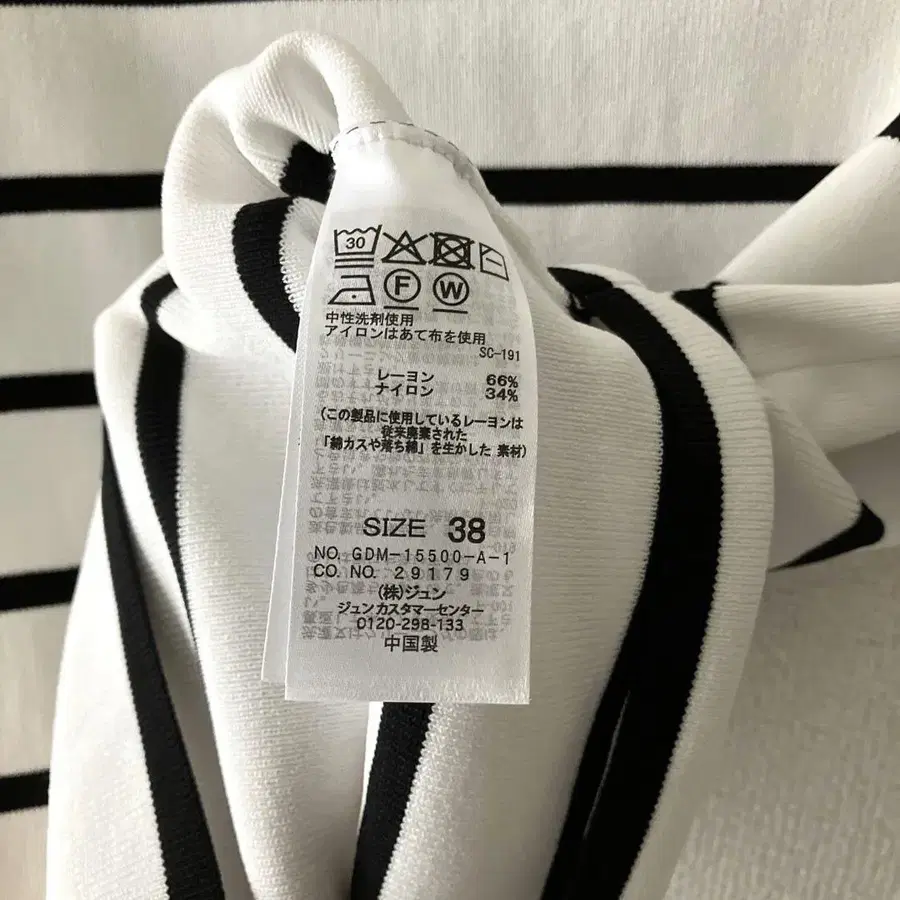 30
F W
中性洗剤使用
アイロンはあて布を使用
SC-191
レーヨン 66%
ナイロン 34%
(この製品に使用しているレーヨンは
従来廃棄された
「綿カスや落ち綿」を生かした 素材)
SIZE 38
NO. GDM-15500-A-1
CO. NO. 29179
(株)ジュン
ジュンカスタマーセンター
0120-298-133
中国製